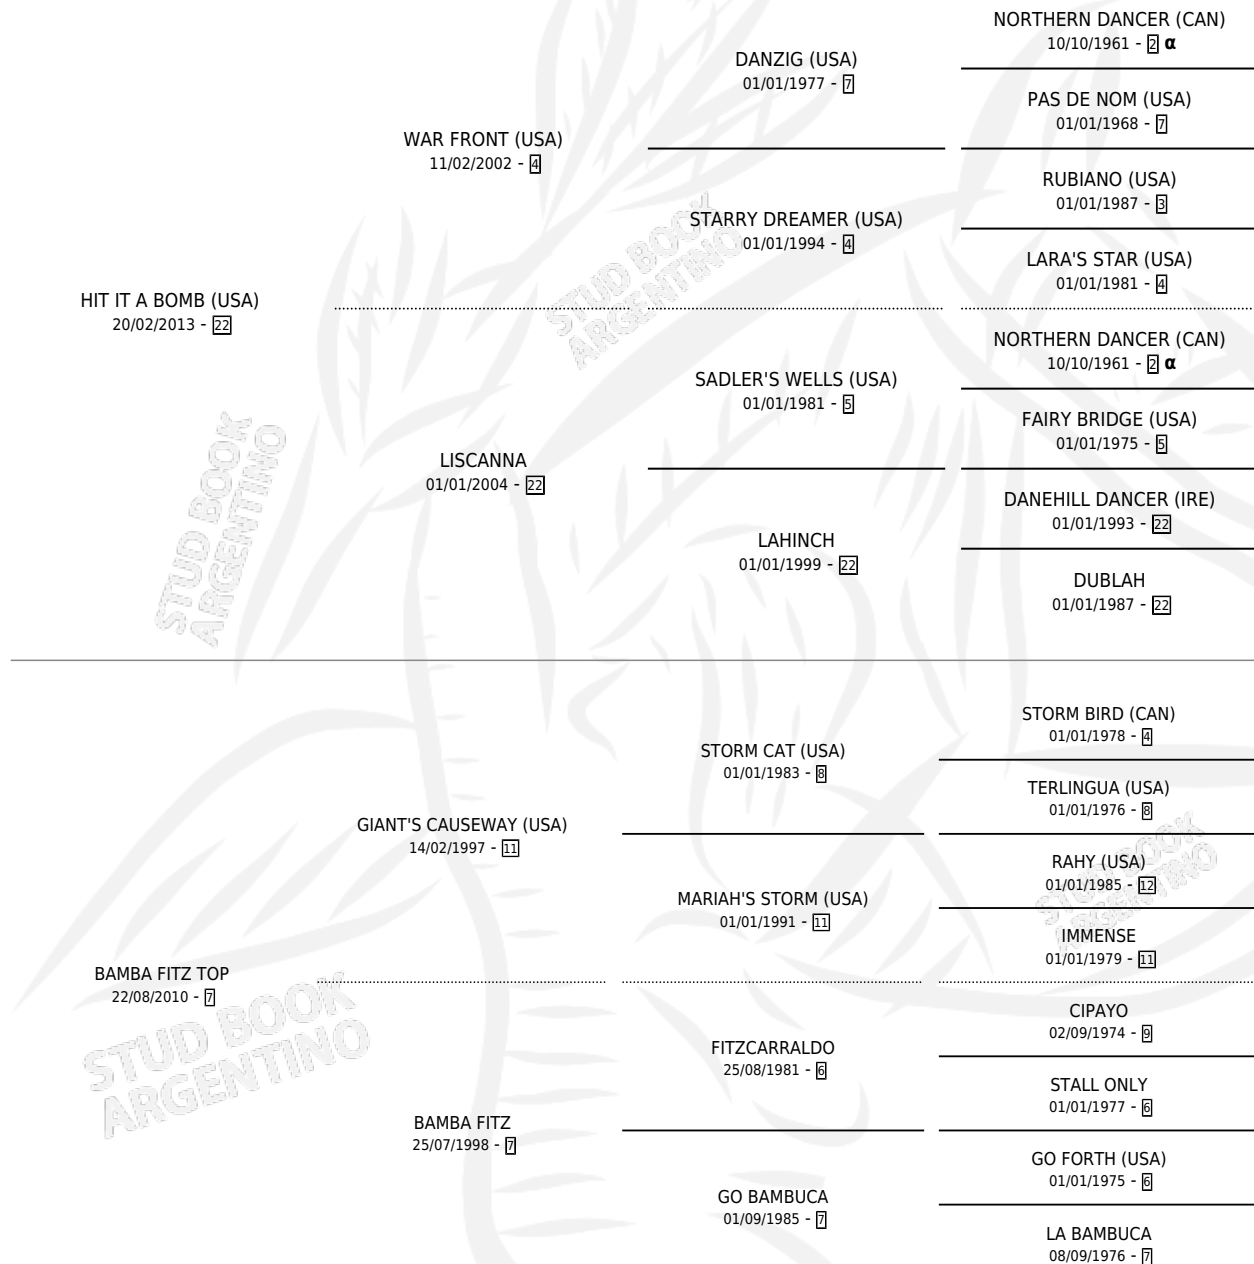 NORTHERN DANCER (CAN)
10/10/1961 - 2 α
DANZIG (USA)
01/01/1977 - 7
PAS DE NOM (USA)
01/01/1968 - 7
WAR FRONT (USA)
11/02/2002 - 4
RUBIANO (USA)
01/01/1987 - 3
STARRY DREAMER (USA)
01/01/1994 - 4
LARA'S STAR (USA)
01/01/1981 - 4
HIT IT A BOMB (USA)
20/02/2013 - 22
NORTHERN DANCER (CAN)
10/10/1961 - 2 α
SADLER'S WELLS (USA)
01/01/1981 - 5
FAIRY BRIDGE (USA)
01/01/1975 - 5
LISCANNA
01/01/2004 - 22
DANEHILL DANCER (IRE)
01/01/1993 - 22
LAHINCH
01/01/1999 - 22
DUBLAH
01/01/1987 - 22
STORM BIRD (CAN)
01/01/1978 - 4
STORM CAT (USA)
01/01/1983 - 8
TERLINGUA (USA)
01/01/1976 - 8
GIANT'S CAUSEWAY (USA)
14/02/1997 - 11
RAHY (USA)
01/01/1985 - 12
MARIAH'S STORM (USA)
01/01/1991 - 11
IMMENSE
01/01/1979 - 11
BAMBA FITZ TOP
22/08/2010 - 7
CIPAYO
02/09/1974 - 9
FITZCARRALDO
25/08/1981 - 6
STALL ONLY
01/01/1977 - 6
BAMBA FITZ
25/07/1998 - 7
GO FORTH (USA)
01/01/1975 - 6
GO BAMBUCA
01/09/1985 - 7
LA BAMBUCA
08/09/1976 - 7
STUD BOOK
ARGENTINO
STUD BOOK
ARGENTINO
STUD BOOK
ARGENTINO
STUD BOOK
ARGENTINO